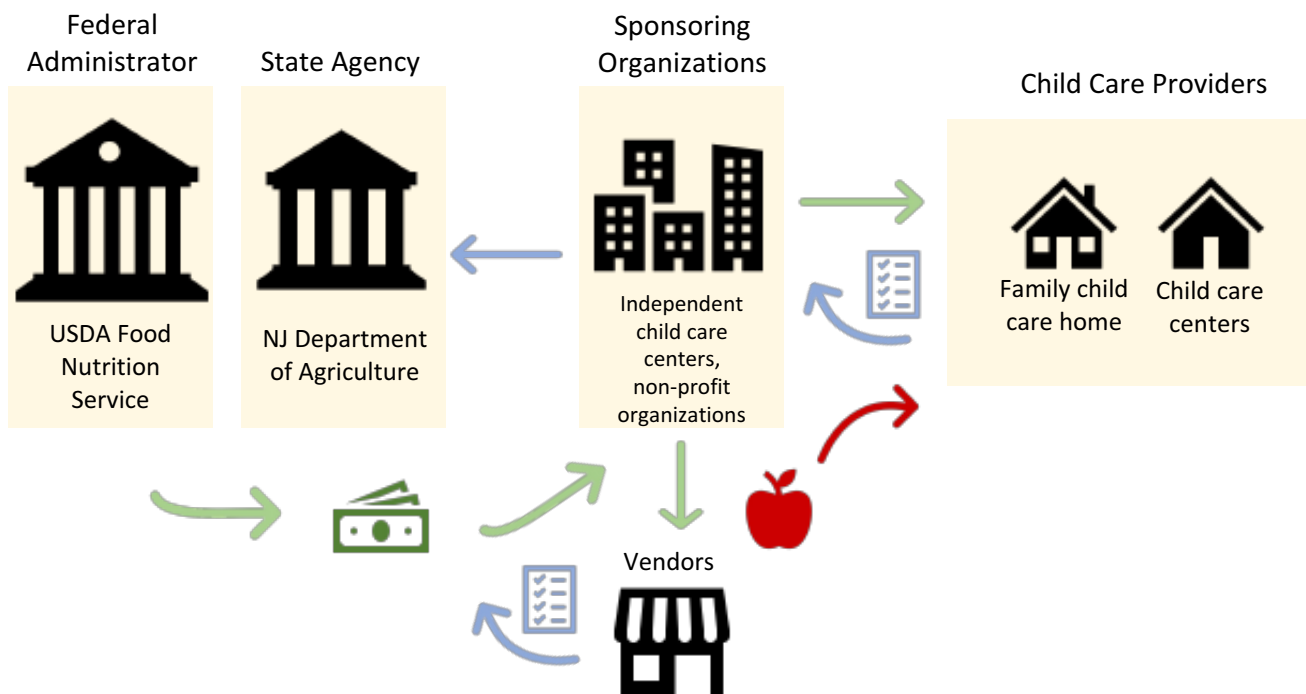 Federal
Administrator
State Agency
Sponsoring
Organizations
Child Care Providers
USDA Food
Nutrition
Service
NJ Department
of Agriculture
Independent
child care
centers,
non-profit
organizations
Family child
care home
Child care
centers
Vendors